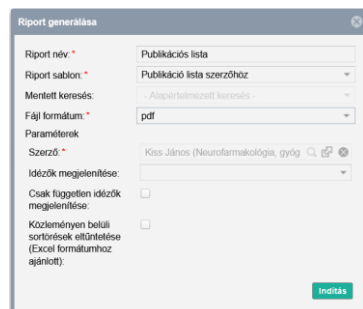 Riport generálása
Riport név: * Publikációs lista
Riport sablon: * Publikáció lista szerzőhöz
Mentett keresés: - Alapértelmezett keresés -
Fájl formátum: * pdf
Paraméterek
Szerző: * Kiss János (Neurofarmakológia, gyóg
Idézők megjelenítése:
Csak független idézők
megjelenítése:
Közleményen belüli
sortörések eltűntetése
(Excel formátumhoz
ajánlott):
Indítás